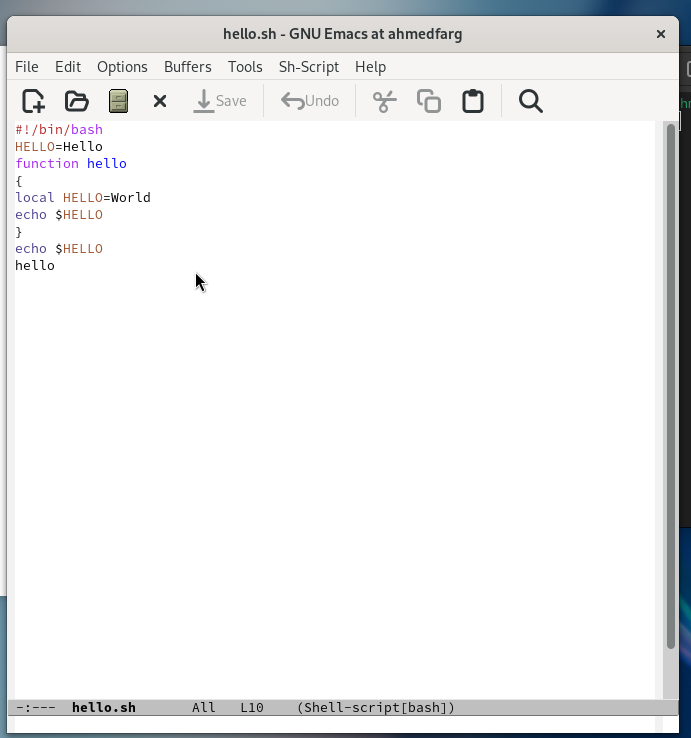 hello.sh - GNU Emacs at ahmedfarg
File Edit Options Buffers Tools Sh-Script Help
Save Undo
#!/bin/bash
HELLO=Hello
function hello
{
local HELLO=World
echo $HELLO
}
echo $HELLO
hello
-:--- hello.sh All L10 (Shell-script[bash])